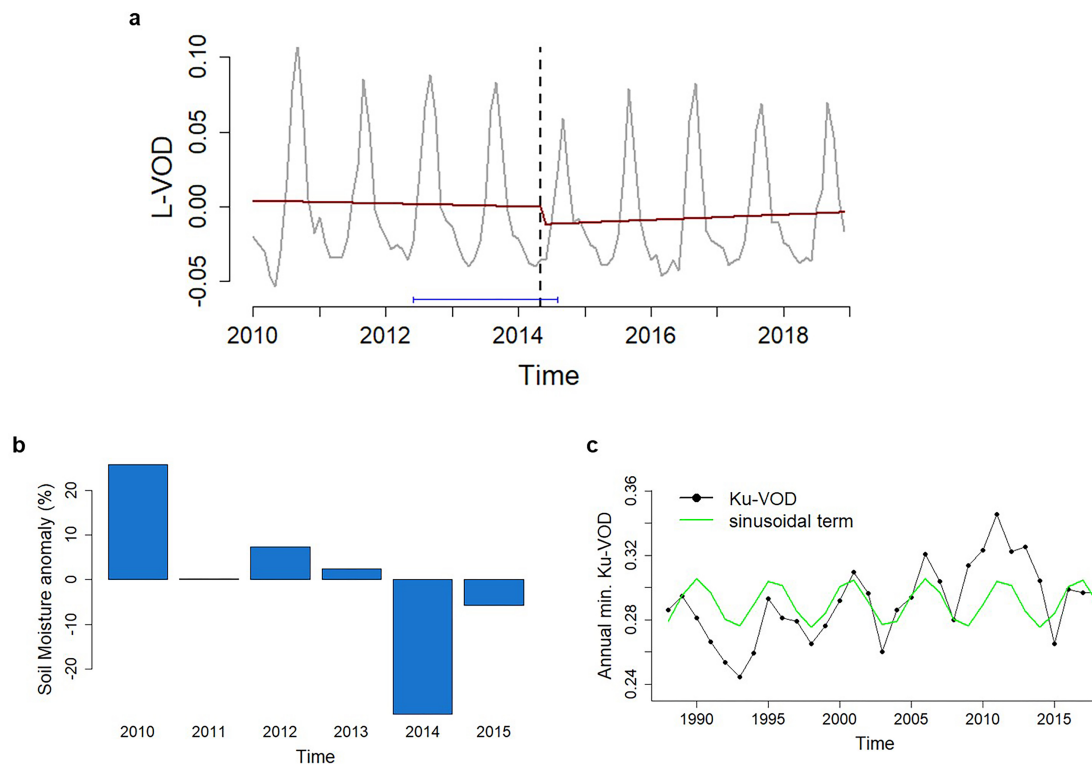 a
L-VOD
0.10
0.05
0.00
-0.05
2010 2012 2014 2016 2018
Time
b
Soil Moisture anomaly (%)
20
10
0
-10
-20
2010 2011 2012 2013 2014 2015
Time
c
Annual min. Ku-VOD
0.36
0.32
0.28
0.24
Ku-VOD
sinusoidal term
1990 1995 2000 2005 2010 2015
Time